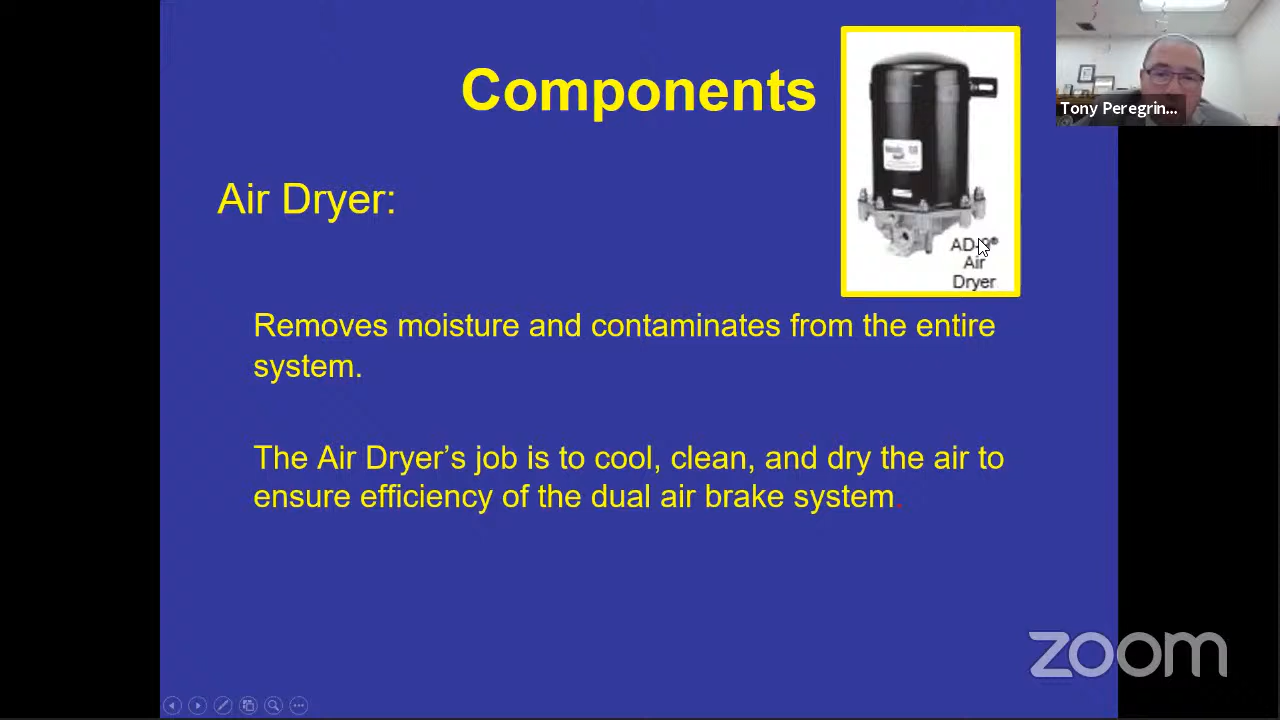 Components
Tony Peregrin...
Air Dryer:
Air
Dryer
Removes moisture and contaminates from the entire
system.
The Air Dryer’s job is to cool, clean, and dry the air to
ensure efficiency of the dual air brake system.
zoom